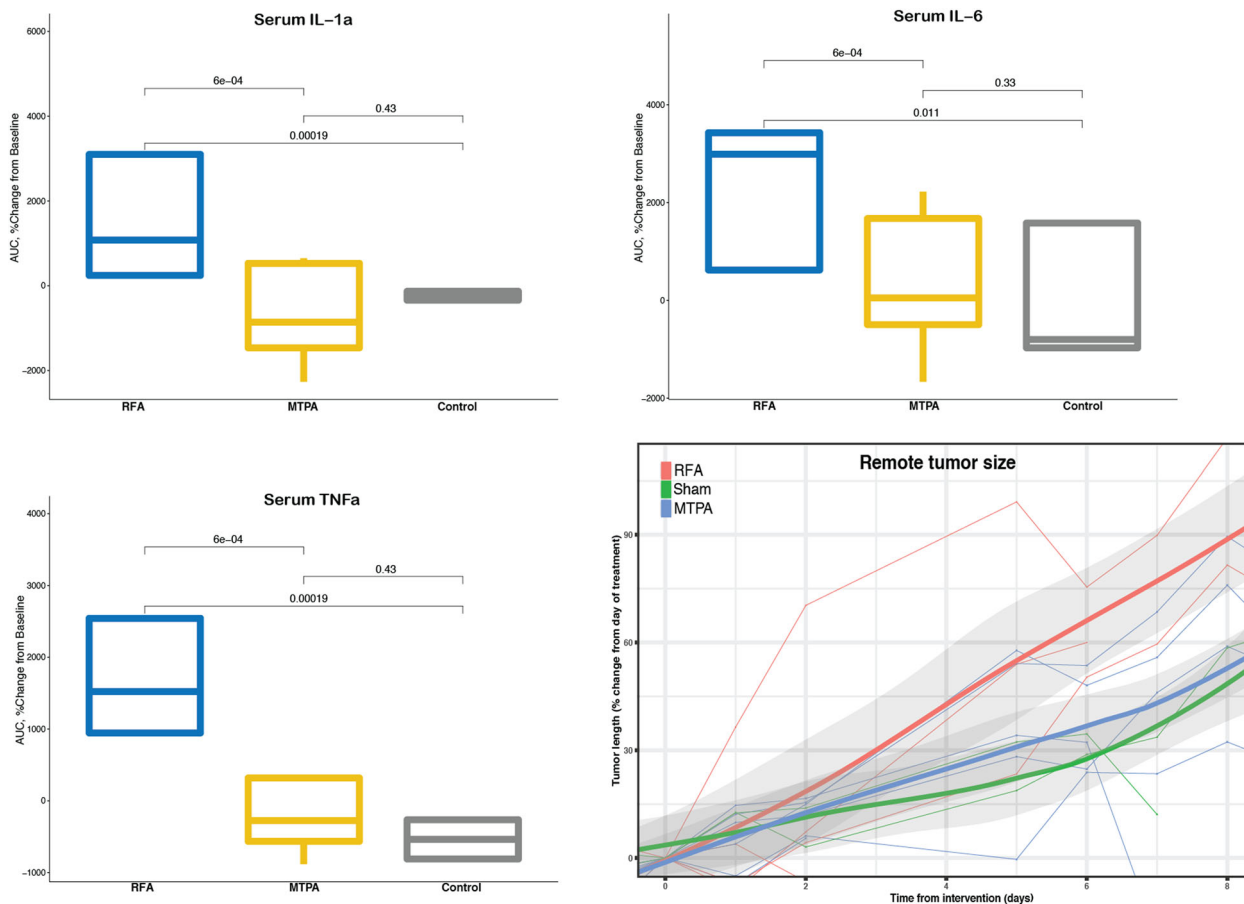 Serum IL-1a
6000
4000
2000
0
-2000
AUC, %Change from Baseline
6e-04
0.43
0.00019
RFA MTPA Control
Serum IL-6
4000
2000
0
-2000
AUC, %Change from Baseline
6e-04
0.33
0.011
RFA MTPA Control
Serum TNFa
4000
3000
2000
1000
0
-1000
AUC, %Change from Baseline
6e-04
0.43
0.00019
RFA MTPA Control
Remote tumor size
RFA
Sham
MTPA
90
60
30
0
Tumor length (% change from day of treatment)
0 2 4 6 8
Time from intervention (days)